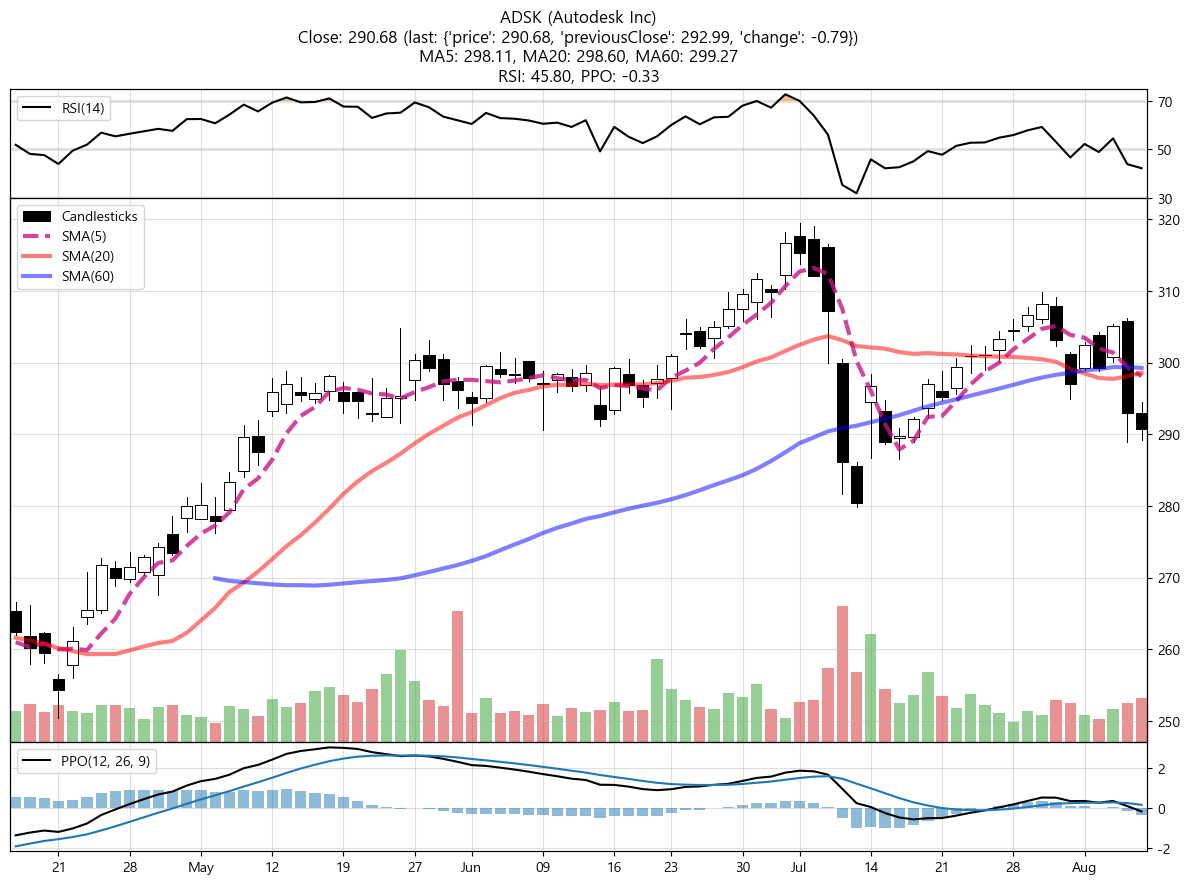 ADSK (Autodesk Inc)
Close: 290.68 (last: {'price': 290.68, 'previousClose': 292.99, 'change': -0.79})
MA5: 298.11, MA20: 298.60, MA60: 299.27
RSI: 45.80, PPO: -0.33
RSI(14)
70
50
30
Candlesticks
SMA(5)
SMA(20)
SMA(60)
320
310
300
290
280
270
260
250
PPO(12, 26, 9)
2
0
-2
21 28 May 12 19 27 Jun 09 16 23 30 Jul 14 21 28 Aug